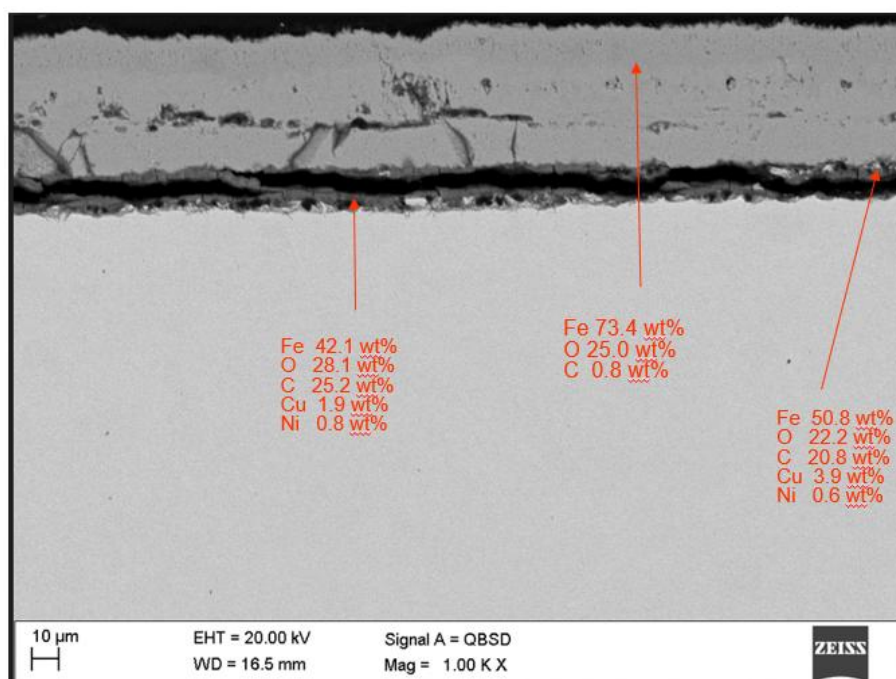 Fe 42.1 wt%
O 28.1 wt%
C 25.2 wt%
Cu 1.9 wt%
Ni 0.8 wt%
Fe 73.4 wt%
O 25.0 wt%
C 0.8 wt%
Fe 50.8 wt%
O 22.2 wt%
C 20.8 wt%
Cu 3.9 wt%
Ni 0.6 wt%
10 µm
EHT = 20.00 kV
Signal A = QBSD
WD = 16.5 mm
Mag = 1.00 K X
ZEISS